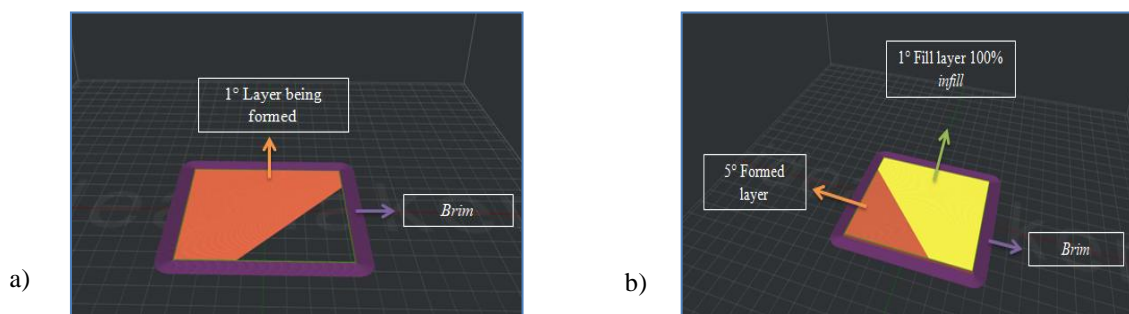 1° Layer being
formed
Brim
a)
1° Fill layer 100%
infill
5° Formed
layer
Brim
b)